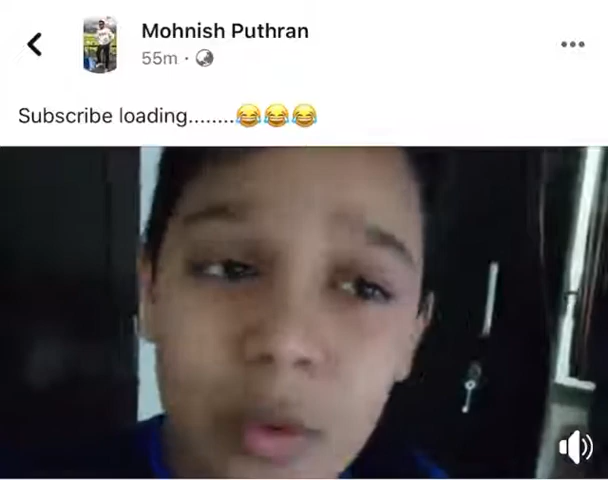 Mohnish Puthran
55m ·
Subscribe loading........😂😂😂